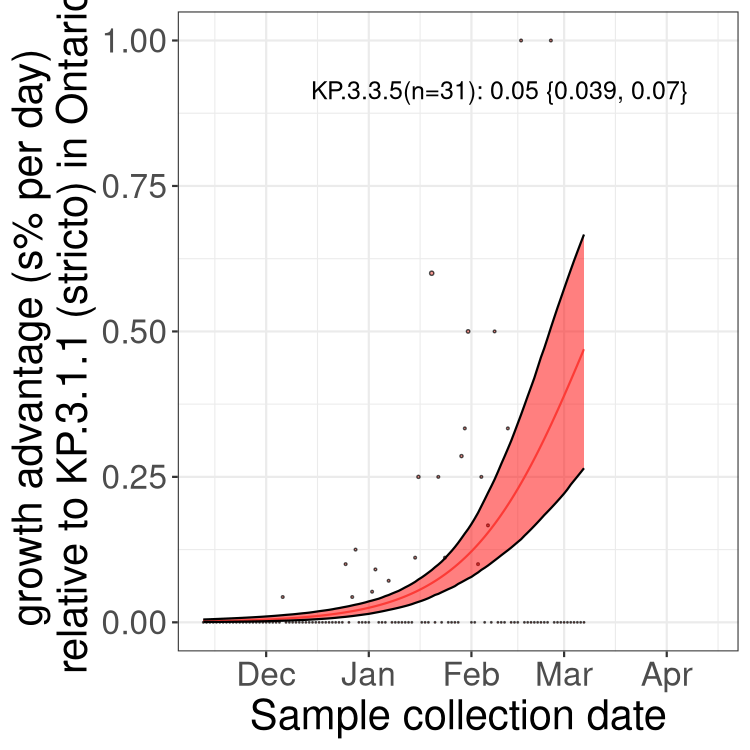 growth advantage (s% per day)
relative to KP.3.1.1 (stricto) in Ontario
1.00
0.75
0.50
0.25
0.00
KP.3.3.5(n=31): 0.05 {0.039, 0.07}
Dec Jan Feb Mar Apr
Sample collection date